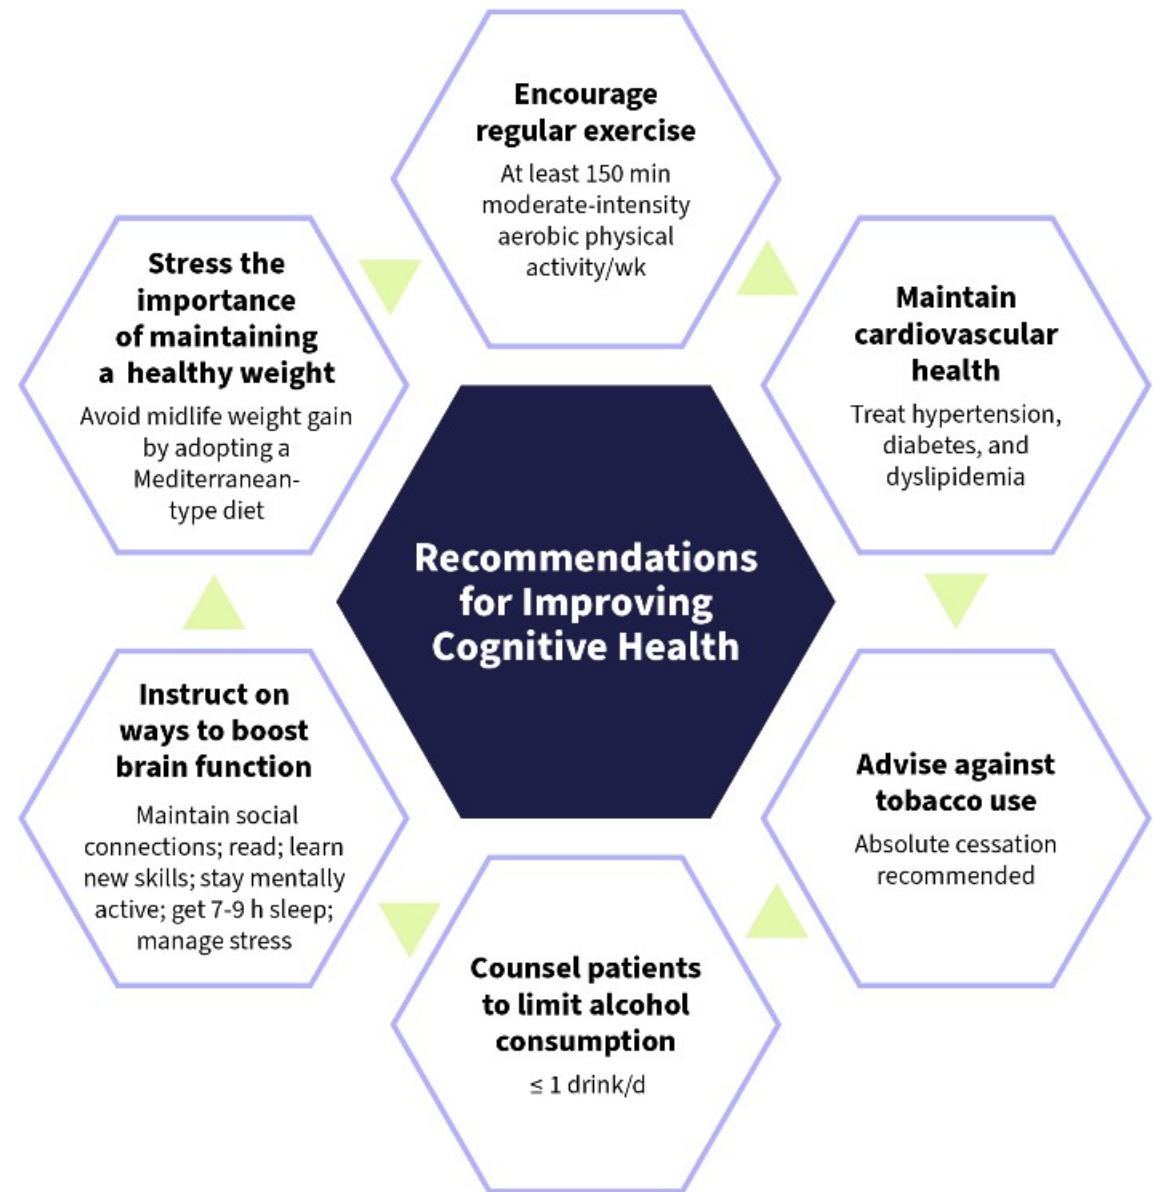 Encourage
regular exercise
At least 150 min
moderate-intensity
aerobic physical
activity/wk
Maintain
cardiovascular
health
Treat hypertension,
diabetes, and
dyslipidemia
Advise against
tobacco use
Absolute cessation
recommended
Counsel patients
to limit alcohol
consumption
≤ 1 drink/d
Instruct on
ways to boost
brain function
Maintain social
connections; read; learn
new skills; stay mentally
active; get 7-9 h sleep;
manage stress
Stress the
importance
of maintaining
a healthy weight
Avoid midlife weight gain
by adopting a
Mediterranean-
type diet
Recommendations
for Improving
Cognitive Health